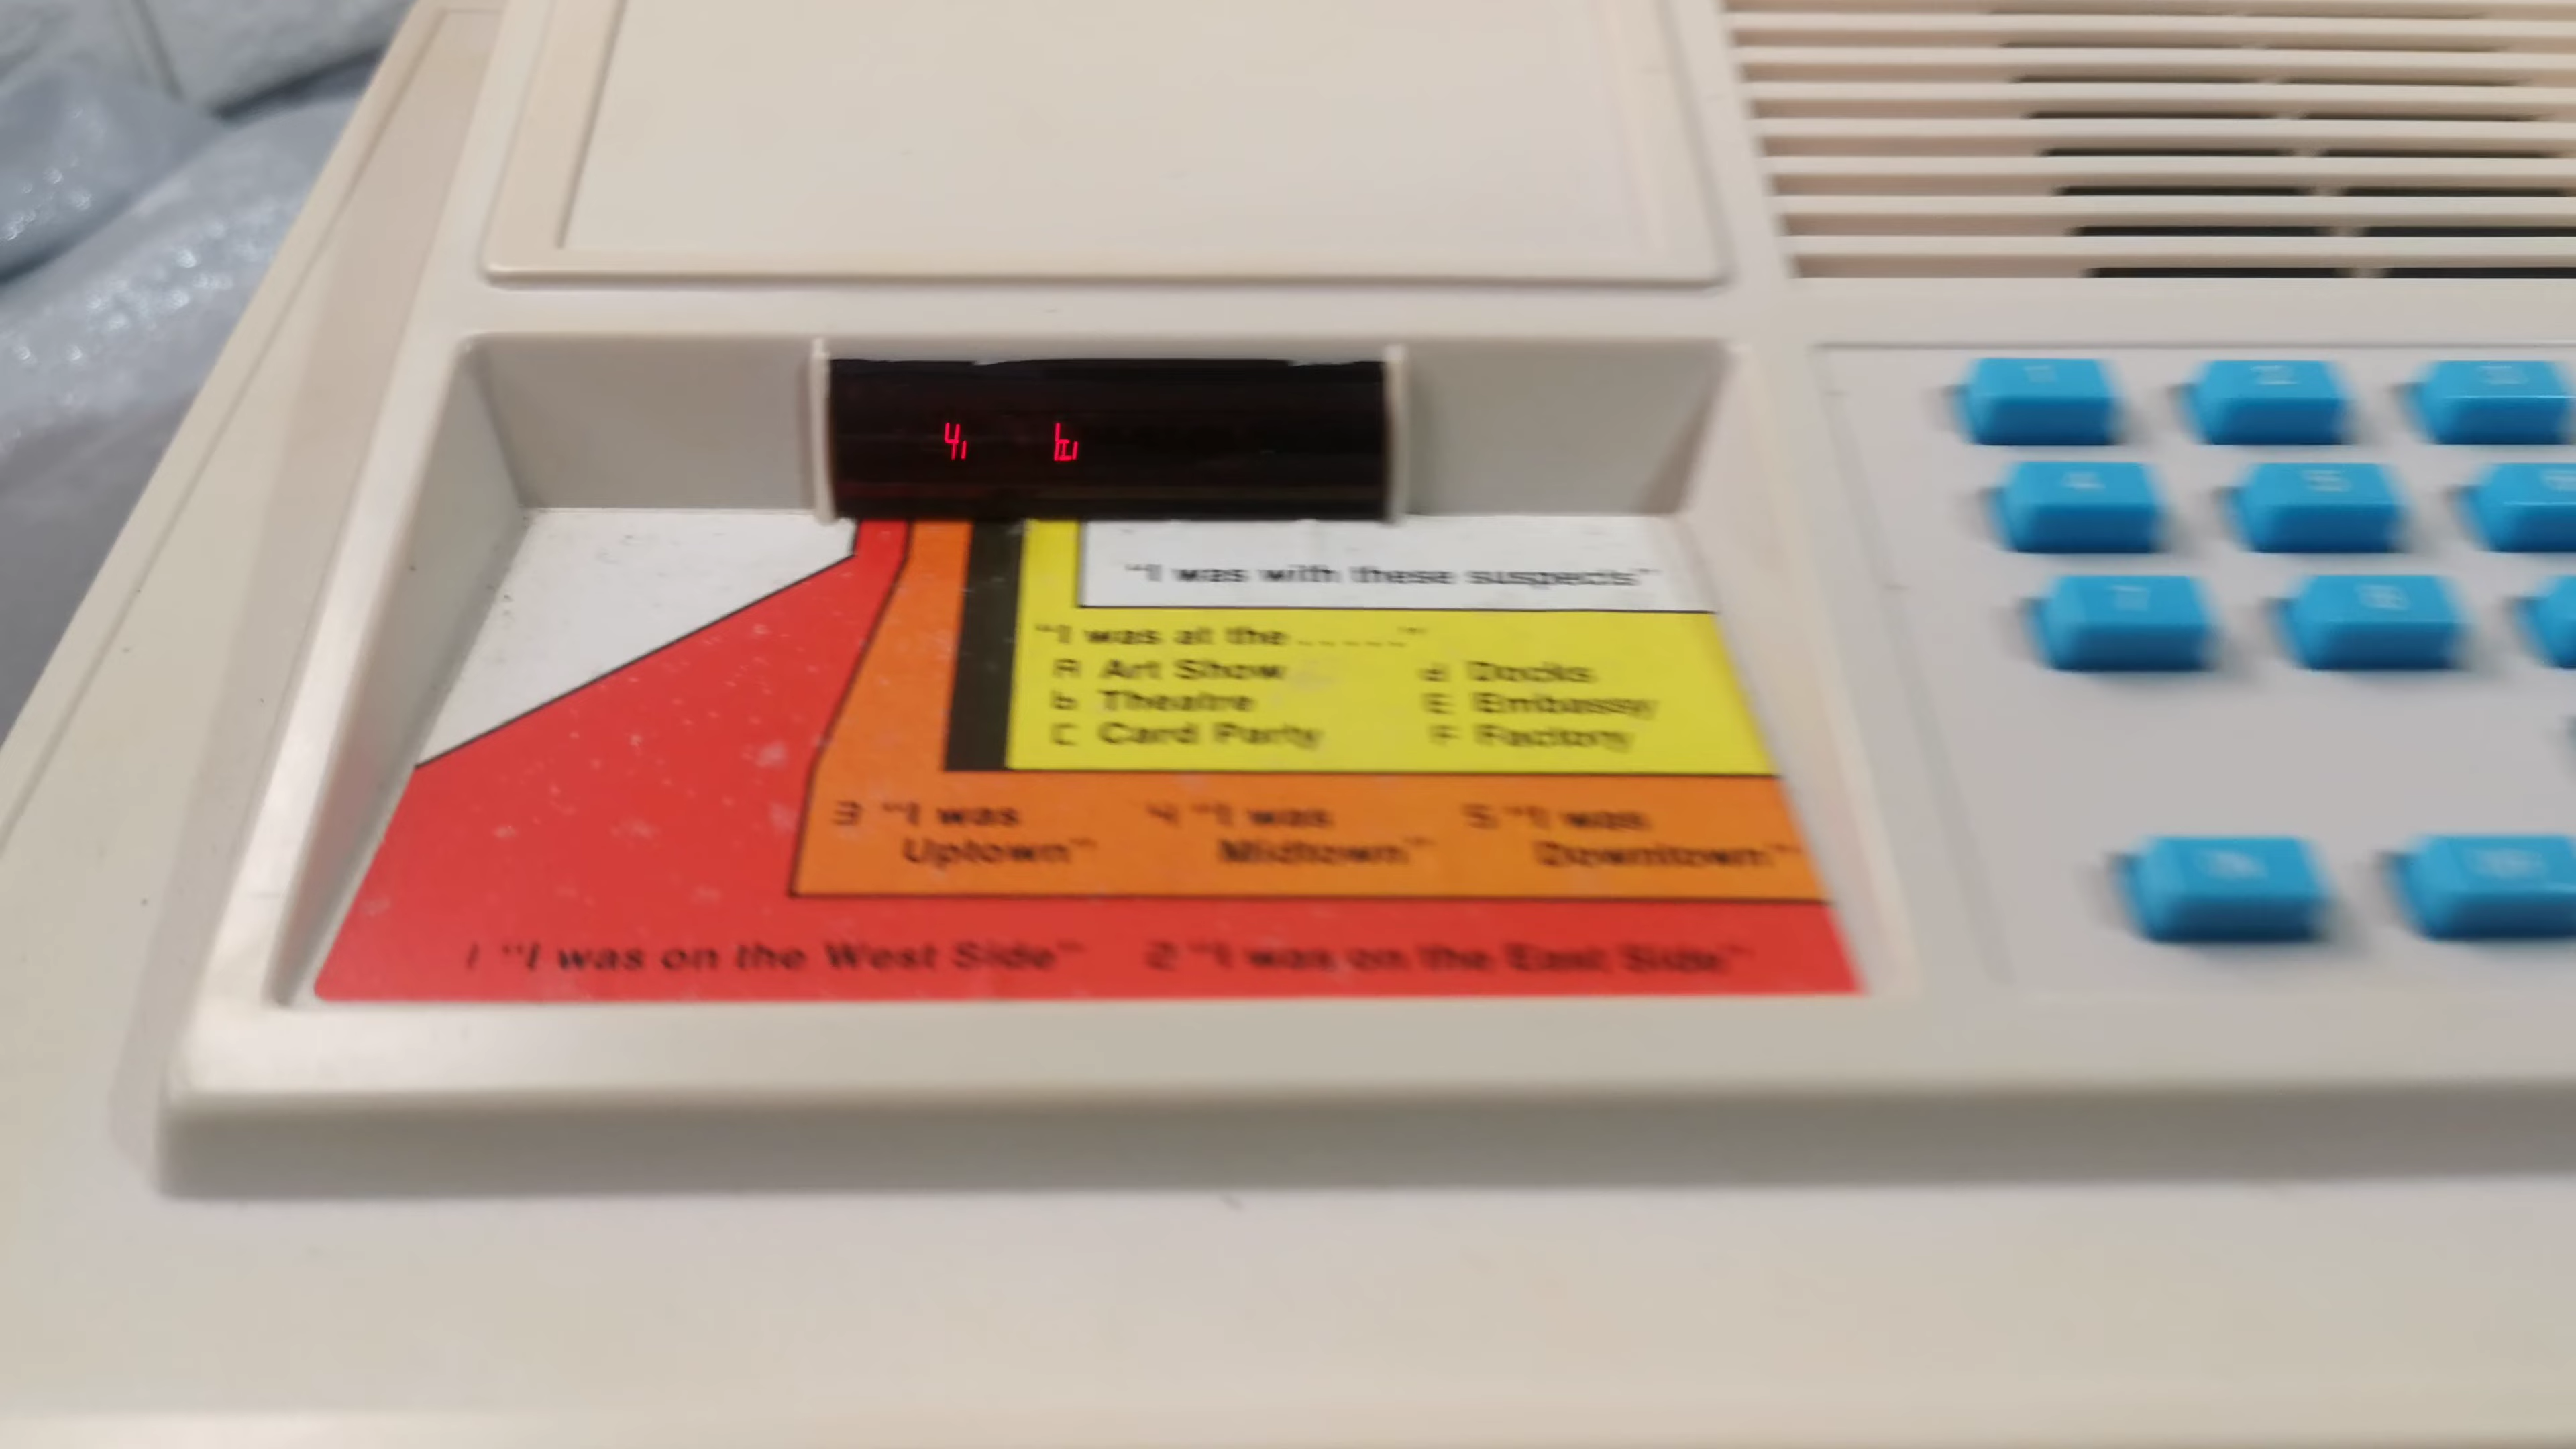 4 b
"I was with these suspects"
"I was at the ....."
A Art Show d Docks
b Theatre E Embassy
C Card Party F Factory
3 "I was Uptown" 4 "I was Midtown" 5 "I was Downtown"
1 "I was on the West Side" 2 "I was on the East Side"